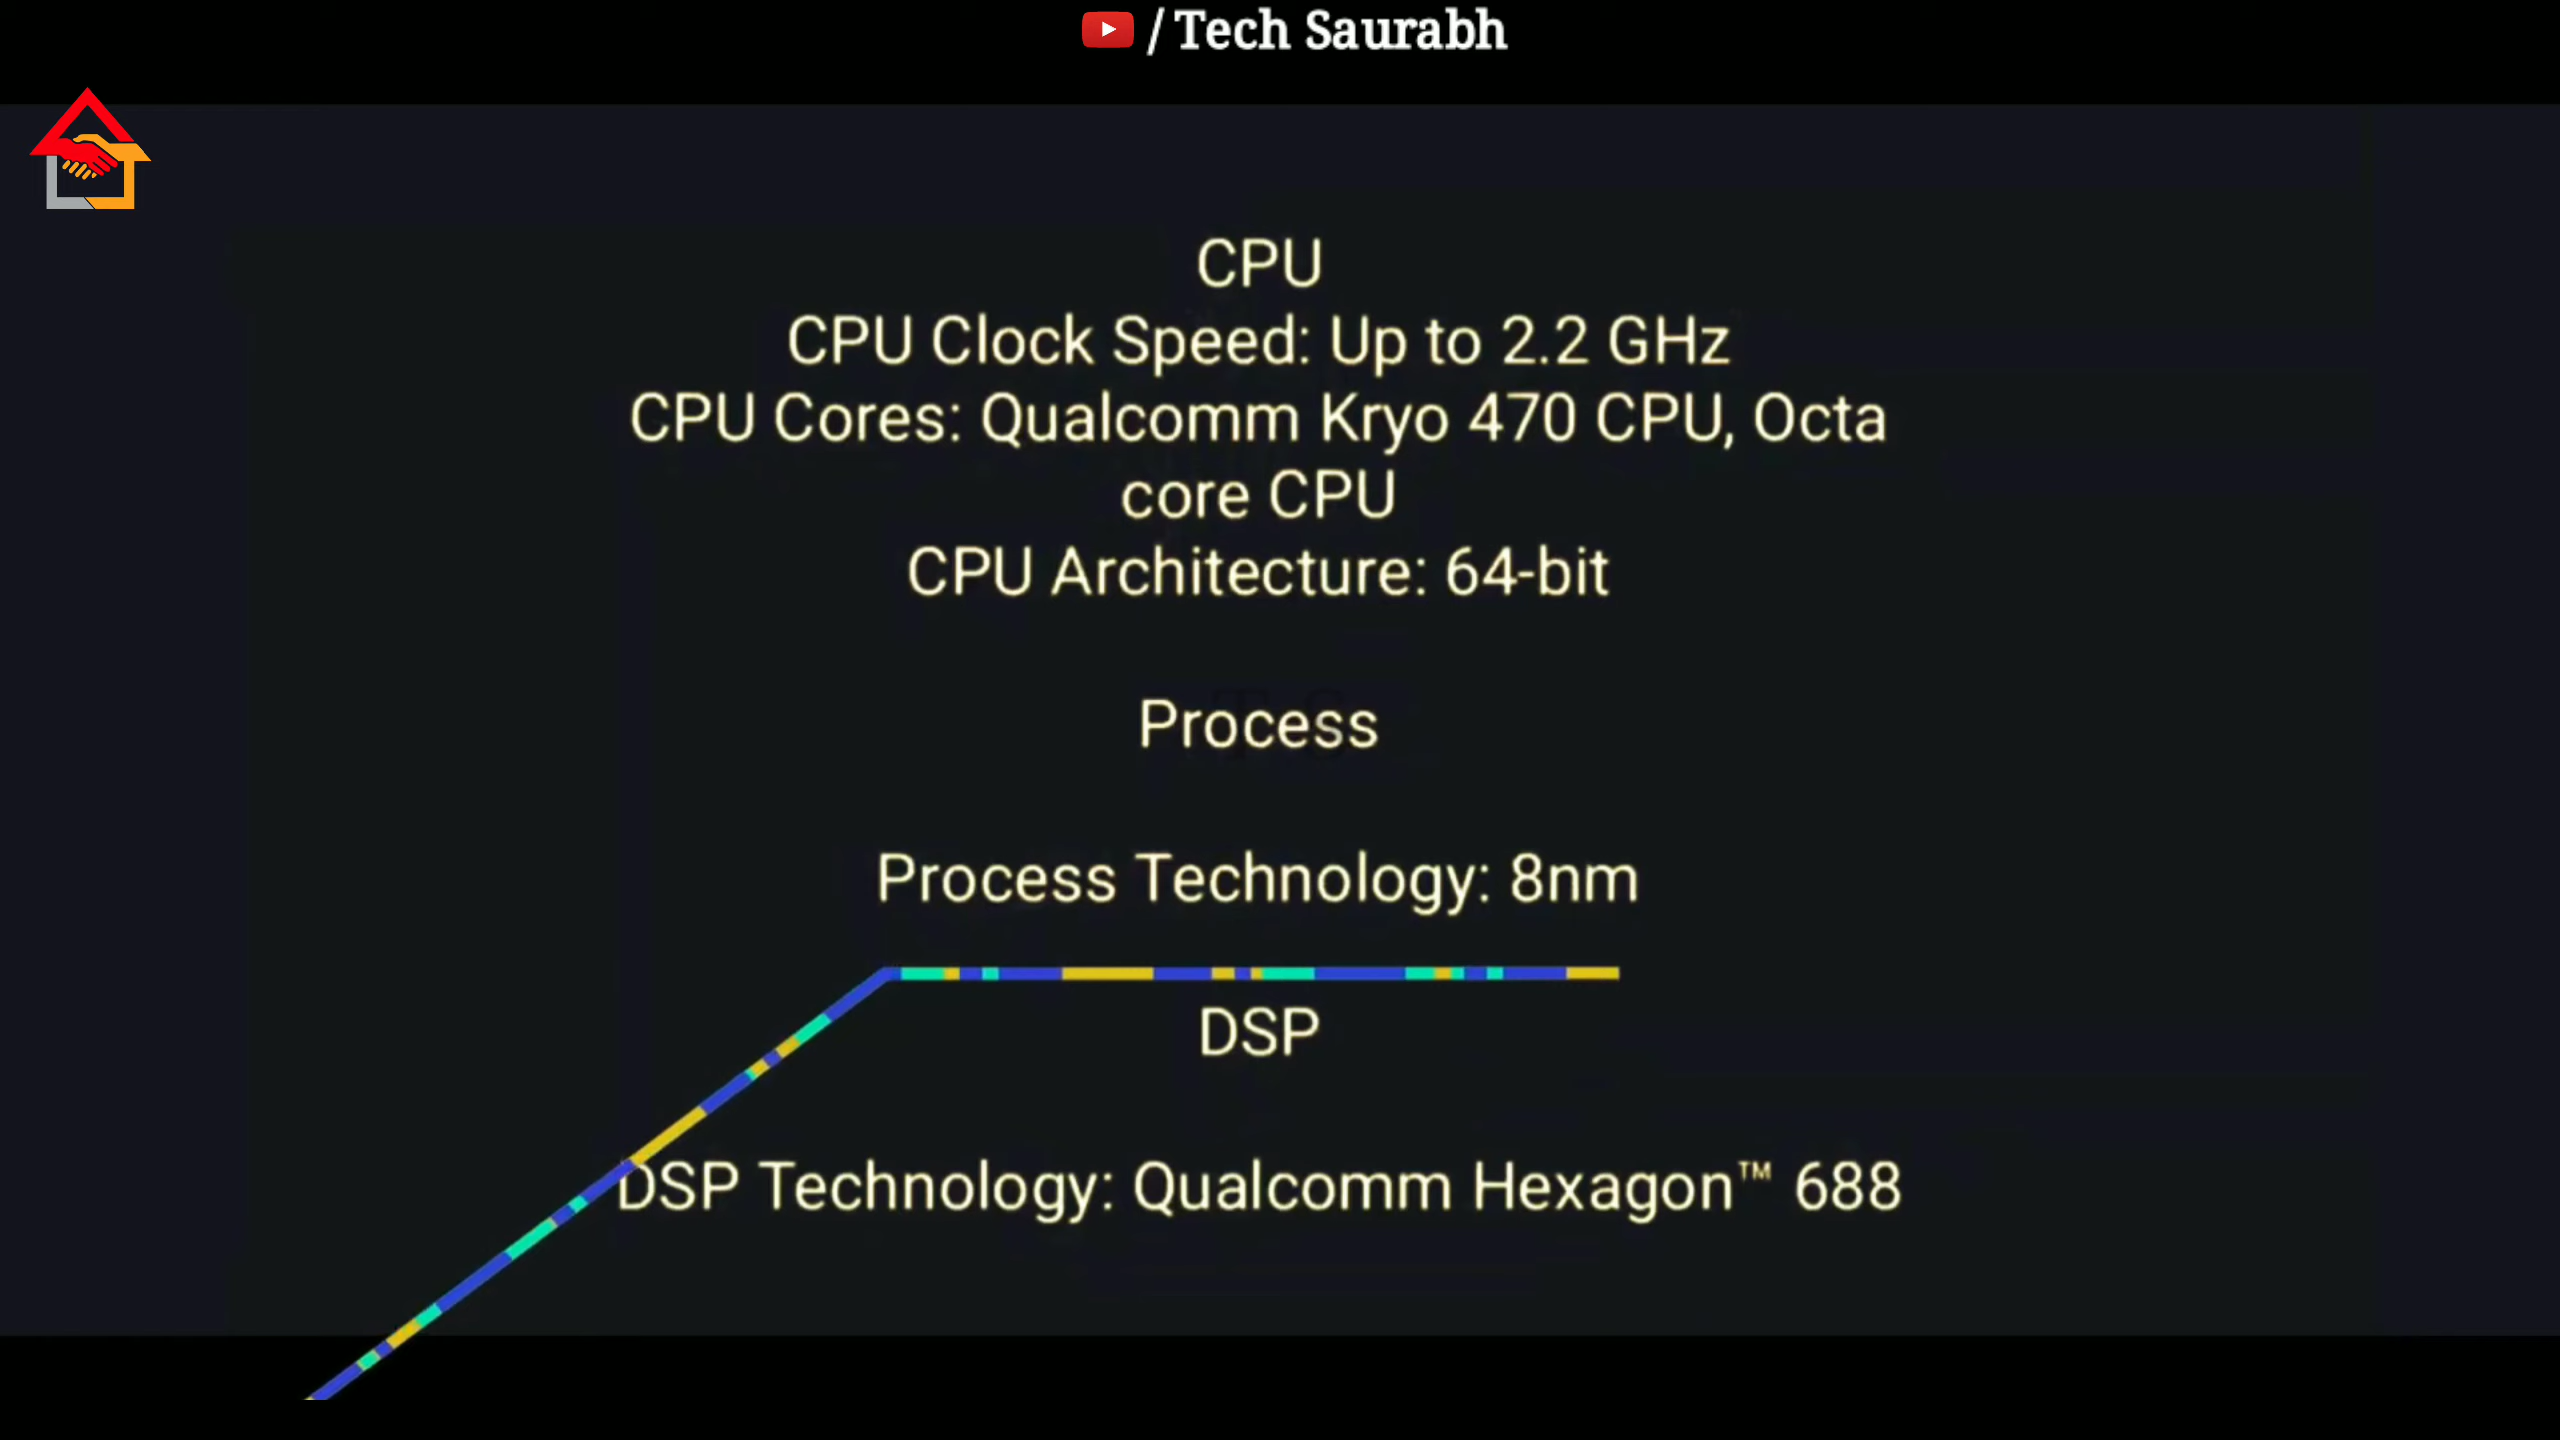 /Tech Saurabh
CPU
CPU Clock Speed: Up to 2.2 GHz
CPU Cores: Qualcomm Kryo 470 CPU, Octa
core CPU
CPU Architecture: 64-bit
Process
Process Technology: 8nm
DSP
DSP Technology: Qualcomm Hexagon™ 688